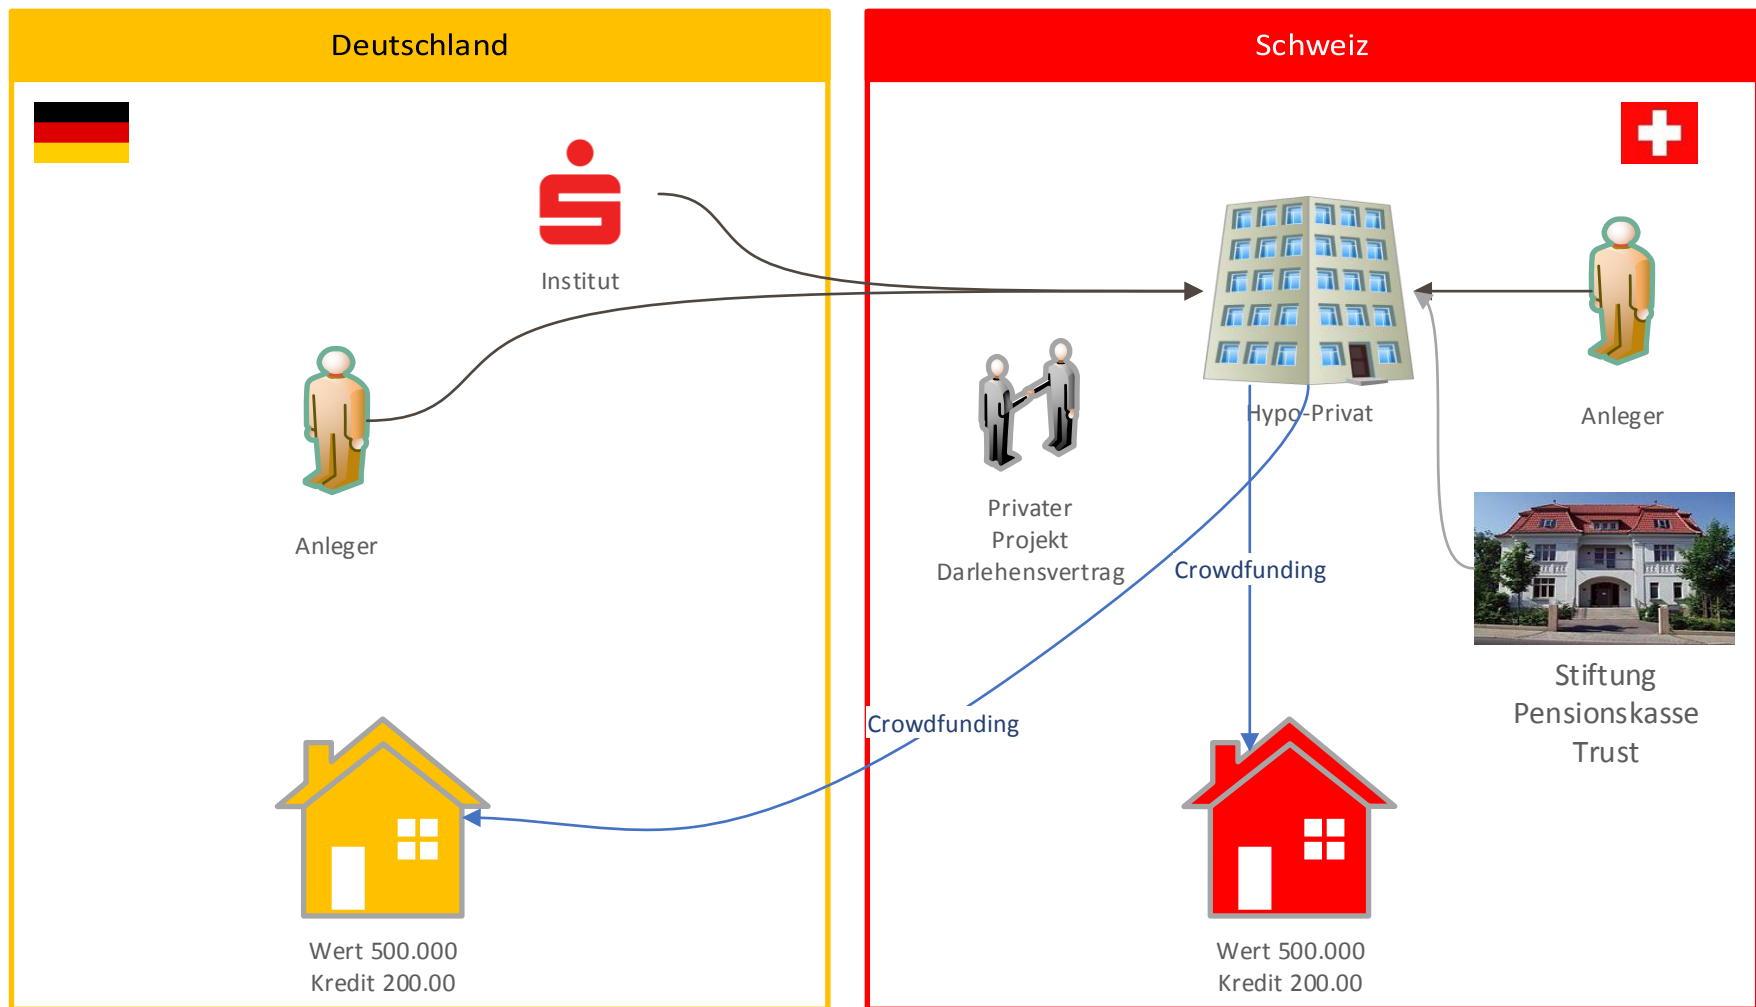 Deutschland
Schweiz
Institut
Anleger
Hypo-Privat
Anleger
Privater
Projekt
Darlehensvertrag
Crowdfunding
Crowdfunding
Stiftung
Pensionskasse
Trust
Wert 500.000
Kredit 200.00
Wert 500.000
Kredit 200.00